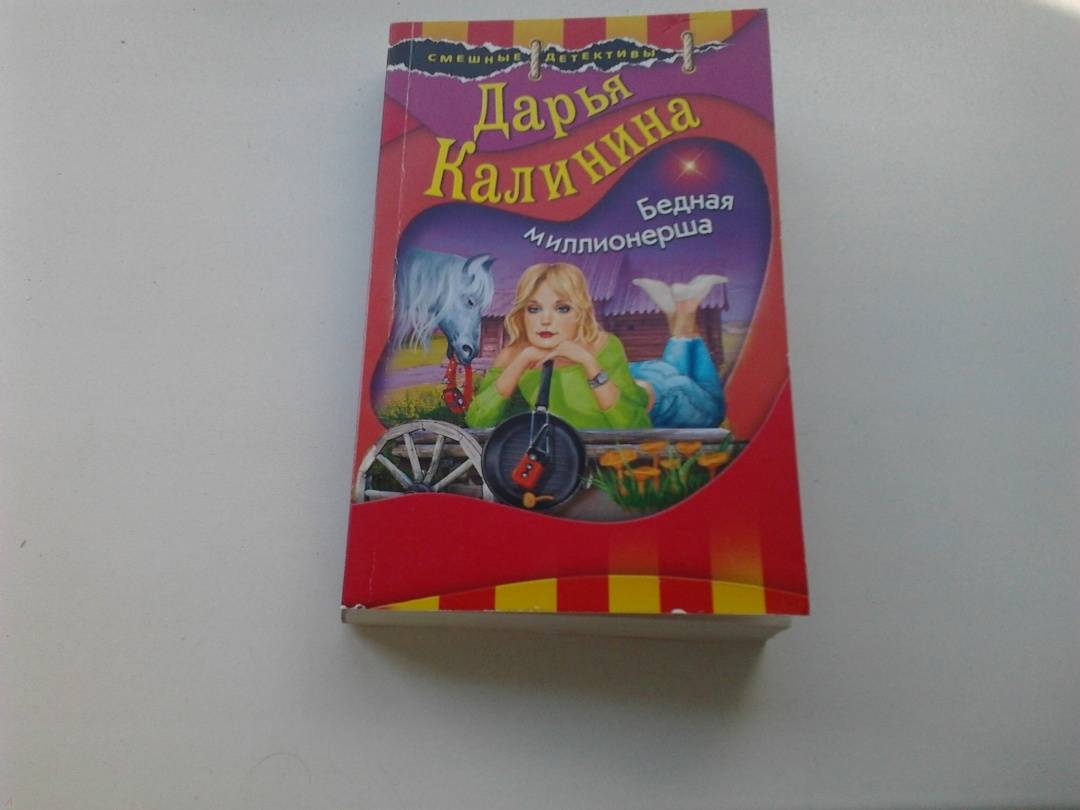 СМЕШНЫЕ ДЕТЕКТИВЫ
Дарья
Калинина
Бедная
миллионерша